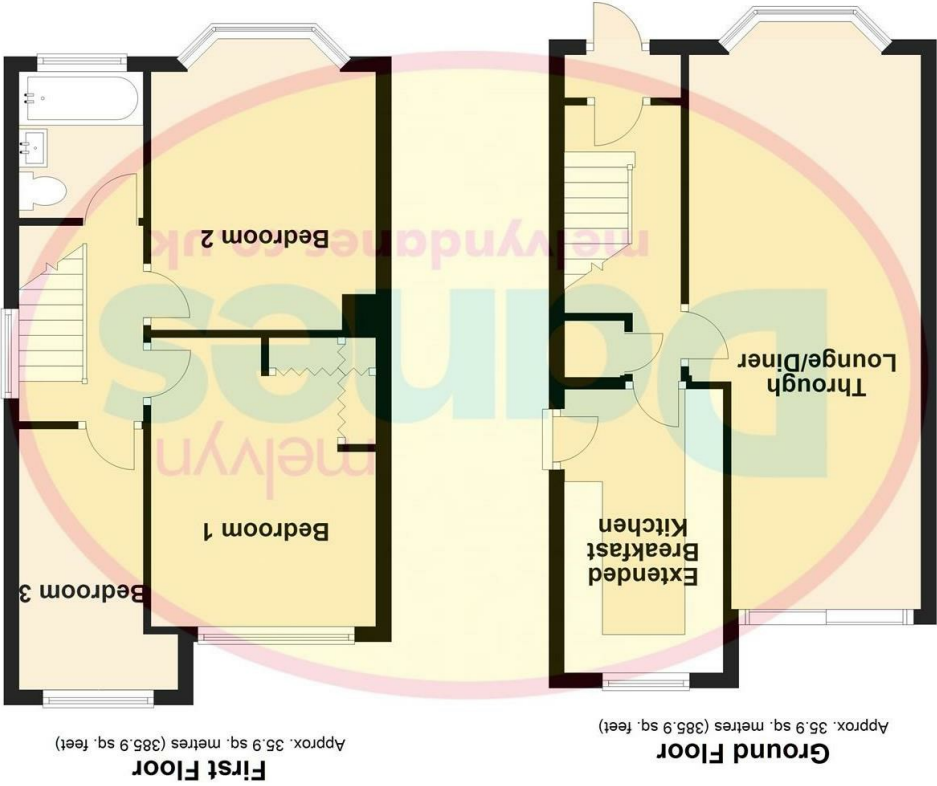 Ground Floor
Approx. 35.9 sq. metres (385.9 sq. feet)
Extended
Breakfast
Kitchen
Through
Lounge/Diner
First Floor
Approx. 35.9 sq. metres (385.9 sq. feet)
Bedroom 3
Bedroom 1
Bedroom 2
melyvn
Danes
melvyndanes.co.uk